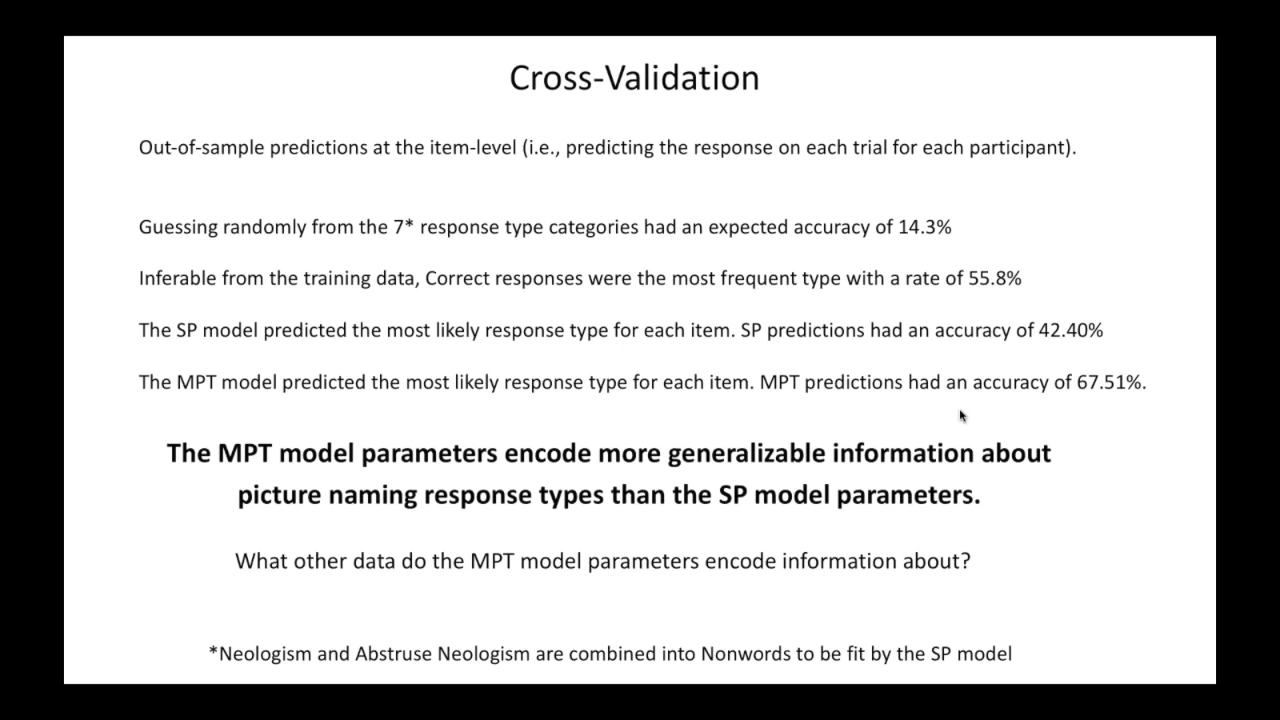 Cross-Validation
Out-of-sample predictions at the item-level (i.e., predicting the response on each trial for each participant).
Guessing randomly from the 7* response type categories had an expected accuracy of 14.3%
Inferable from the training data, Correct responses were the most frequent type with a rate of 55.8%
The SP model predicted the most likely response type for each item. SP predictions had an accuracy of 42.40%
The MPT model predicted the most likely response type for each item. MPT predictions had an accuracy of 67.51%.
The MPT model parameters encode more generalizable information about
picture naming response types than the SP model parameters.
What other data do the MPT model parameters encode information about?
*Neologism and Abstruse Neologism are combined into Nonwords to be fit by the SP model